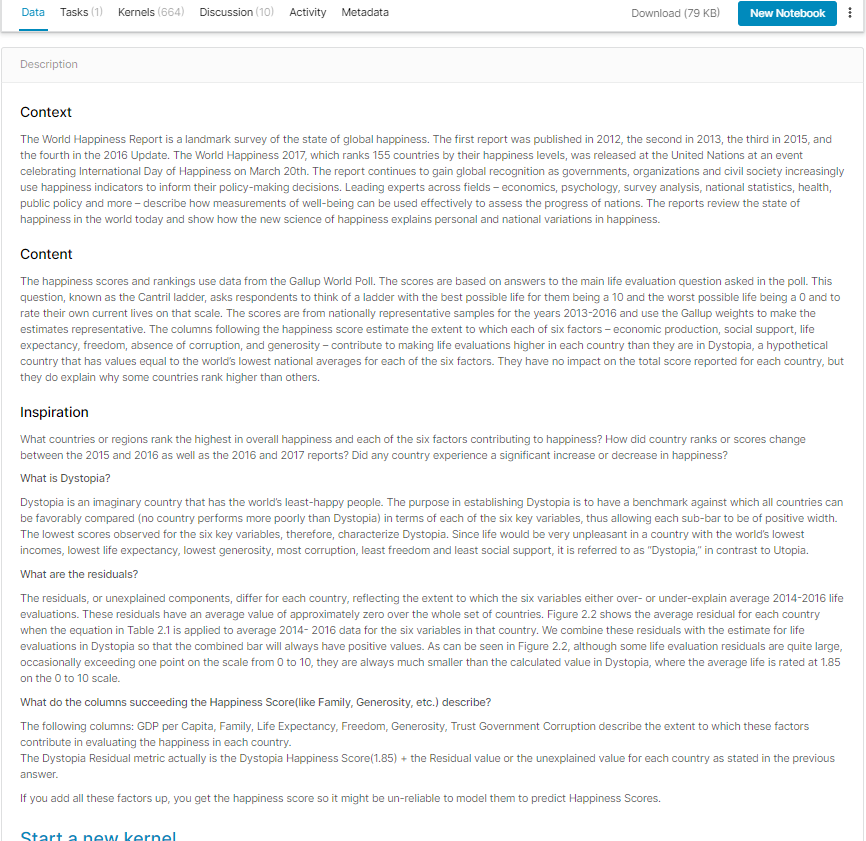 Data Tasks (1) Kernels (664) Discussion (10) Activity Metadata Download (79 KB) New Notebook
Description
Context
The World Happiness Report is a landmark survey of the state of global happiness. The first report was published in 2012, the second in 2013, the third in 2015, and
the fourth in the 2016 Update. The World Happiness 2017, which ranks 155 countries by their happiness levels, was released at the United Nations at an event
celebrating International Day of Happiness on March 20th. The report continues to gain global recognition as governments, organizations and civil society increasingly
use happiness indicators to inform their policy-making decisions. Leading experts across fields – economics, psychology, survey analysis, national statistics, health,
public policy and more – describe how measurements of well-being can be used effectively to assess the progress of nations. The reports review the state of
happiness in the world today and show how the new science of happiness explains personal and national variations in happiness.
Content
The happiness scores and rankings use data from the Gallup World Poll. The scores are based on answers to the main life evaluation question asked in the poll. This
question, known as the Cantril ladder, asks respondents to think of a ladder with the best possible life for them being a 10 and the worst possible life being a 0 and to
rate their own current lives on that scale. The scores are from nationally representative samples for the years 2013-2016 and use the Gallup weights to make the
estimates representative. The columns following the happiness score estimate the extent to which each of six factors – economic production, social support, life
expectancy, freedom, absence of corruption, and generosity – contribute to making life evaluations higher in each country than they are in Dystopia, a hypothetical
country that has values equal to the world's lowest national averages for each of the six factors. They have no impact on the total score reported for each country, but
they do explain why some countries rank higher than others.
Inspiration
What countries or regions rank the highest in overall happiness and each of the six factors contributing to happiness? How did country ranks or scores change
between the 2015 and 2016 as well as the 2016 and 2017 reports? Did any country experience a significant increase or decrease in happiness?
What is Dystopia?
Dystopia is an imaginary country that has the world's least-happy people. The purpose in establishing Dystopia is to have a benchmark against which all countries can
be favorably compared (no country performs more poorly than Dystopia) in terms of each of the six key variables, thus allowing each sub-bar to be of positive width.
The lowest scores observed for the six key variables, therefore, characterize Dystopia. Since life would be very unpleasant in a country with the world's lowest
incomes, lowest life expectancy, lowest generosity, most corruption, least freedom and least social support, it is referred to as "Dystopia," in contrast to Utopia.
What are the residuals?
The residuals, or unexplained components, differ for each country, reflecting the extent to which the six variables either over- or under-explain average 2014-2016 life
evaluations. These residuals have an average value of approximately zero over the whole set of countries. Figure 2.2 shows the average residual for each country
when the equation in Table 2.1 is applied to average 2014- 2016 data for the six variables in that country. We combine these residuals with the estimate for life
evaluations in Dystopia so that the combined bar will always have positive values. As can be seen in Figure 2.2, although some life evaluation residuals are quite large,
occasionally exceeding one point on the scale from 0 to 10, they are always much smaller than the calculated value in Dystopia, where the average life is rated at 1.85
on the 0 to 10 scale.
What do the columns succeeding the Happiness Score(like Family, Generosity, etc.) describe?
The following columns: GDP per Capita, Family, Life Expectancy, Freedom, Generosity, Trust Government Corruption describe the extent to which these factors
contribute in evaluating the happiness in each country.
The Dystopia Residual metric actually is the Dystopia Happiness Score(1.85) + the Residual value or the unexplained value for each country as stated in the previous
answer.
If you add all these factors up, you get the happiness score so it might be un-reliable to model them to predict Happiness Scores.
Start a new kernel